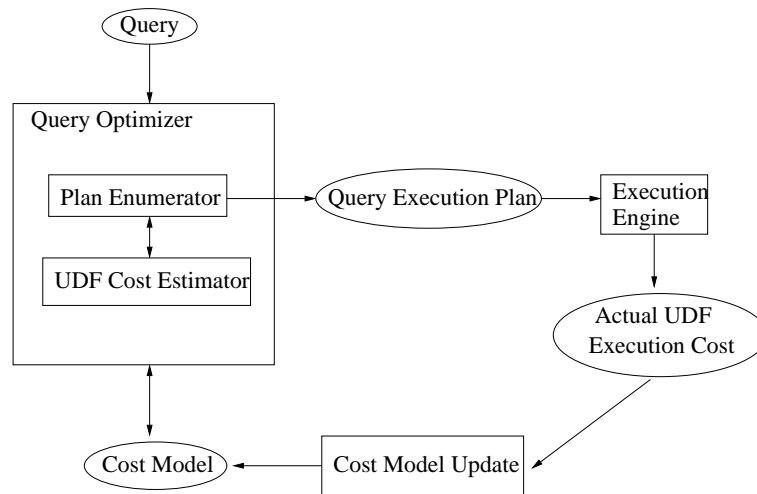 Query
Query Optimizer
Plan Enumerator
Query Execution Plan
Execution
Engine
UDF Cost Estimator
Actual UDF
Execution Cost
Cost Model
Cost Model Update